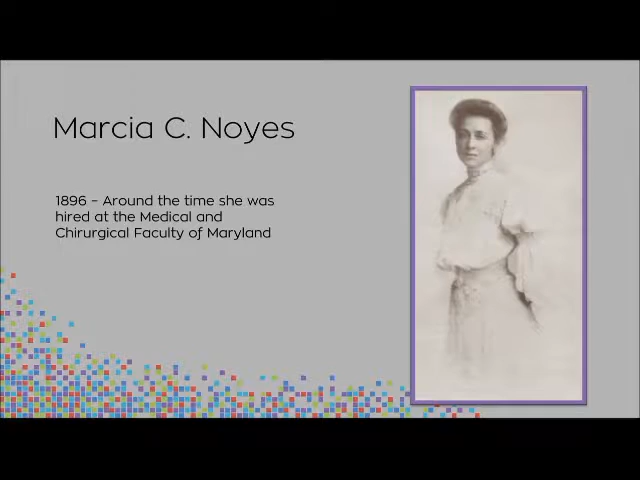 Marcia C. Noyes
1896 - Around the time she was
hired at the Medical and
Chirurgical Faculty of Maryland